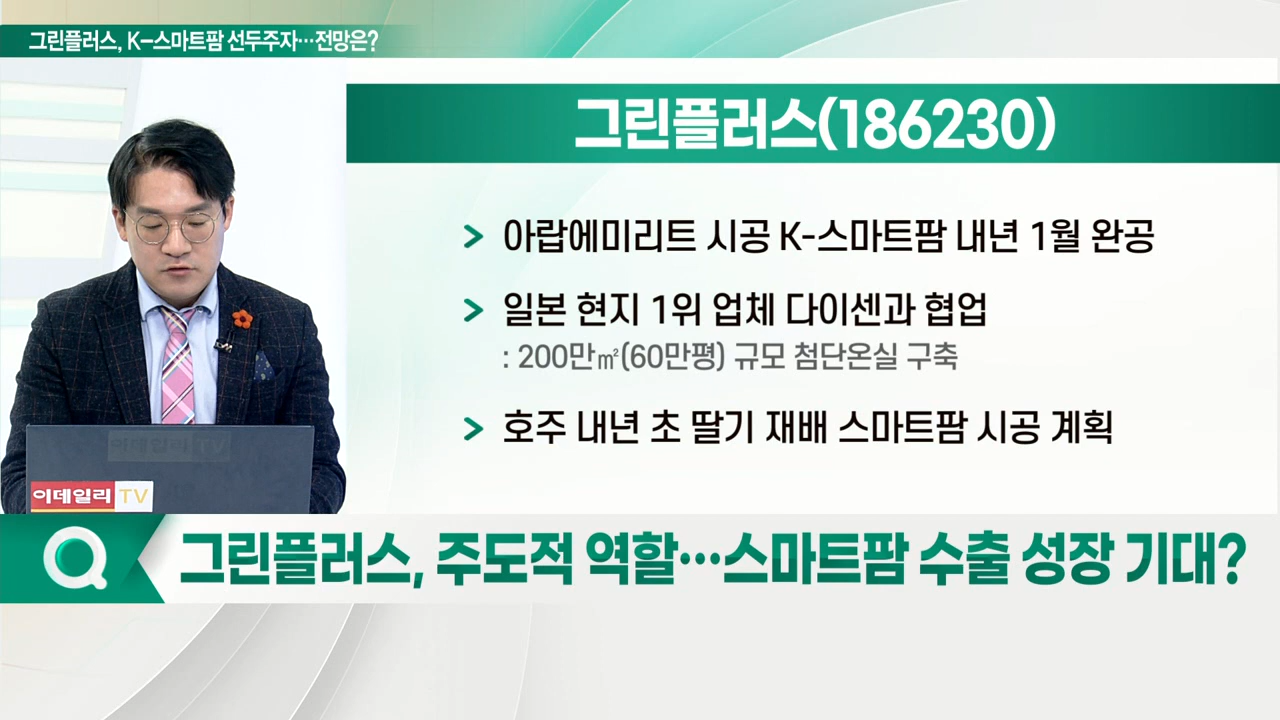 그린플러스, K-스마트팜 선두주자…전망은?
그린플러스(186230)
> 아랍에미리트 시공 K-스마트팜 내년 1월 완공
> 일본 현지 1위 업체 다이센과 협업
: 200만㎡(60만평) 규모 첨단온실 구축
> 호주 내년 초 딸기 재배 스마트팜 시공 계획
이데일리 TV
그린플러스, 주도적 역할…스마트팜 수출 성장 기대?